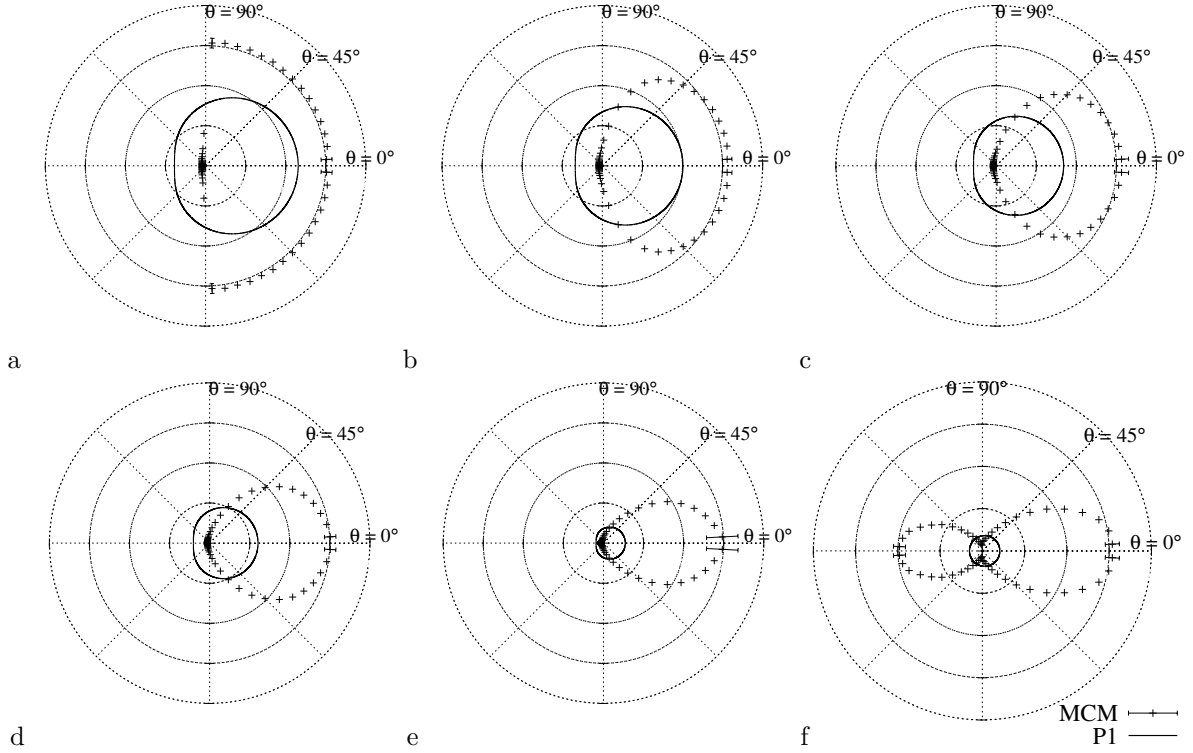 θ = 90°
θ = 45°
θ = 0°
a
θ = 90°
θ = 45°
θ = 0°
b
θ = 90°
θ = 45°
θ = 0°
c
θ = 90°
θ = 45°
θ = 0°
d
θ = 90°
θ = 45°
θ = 0°
e
θ = 90°
θ = 45°
θ = 0°
f
MCM
P1